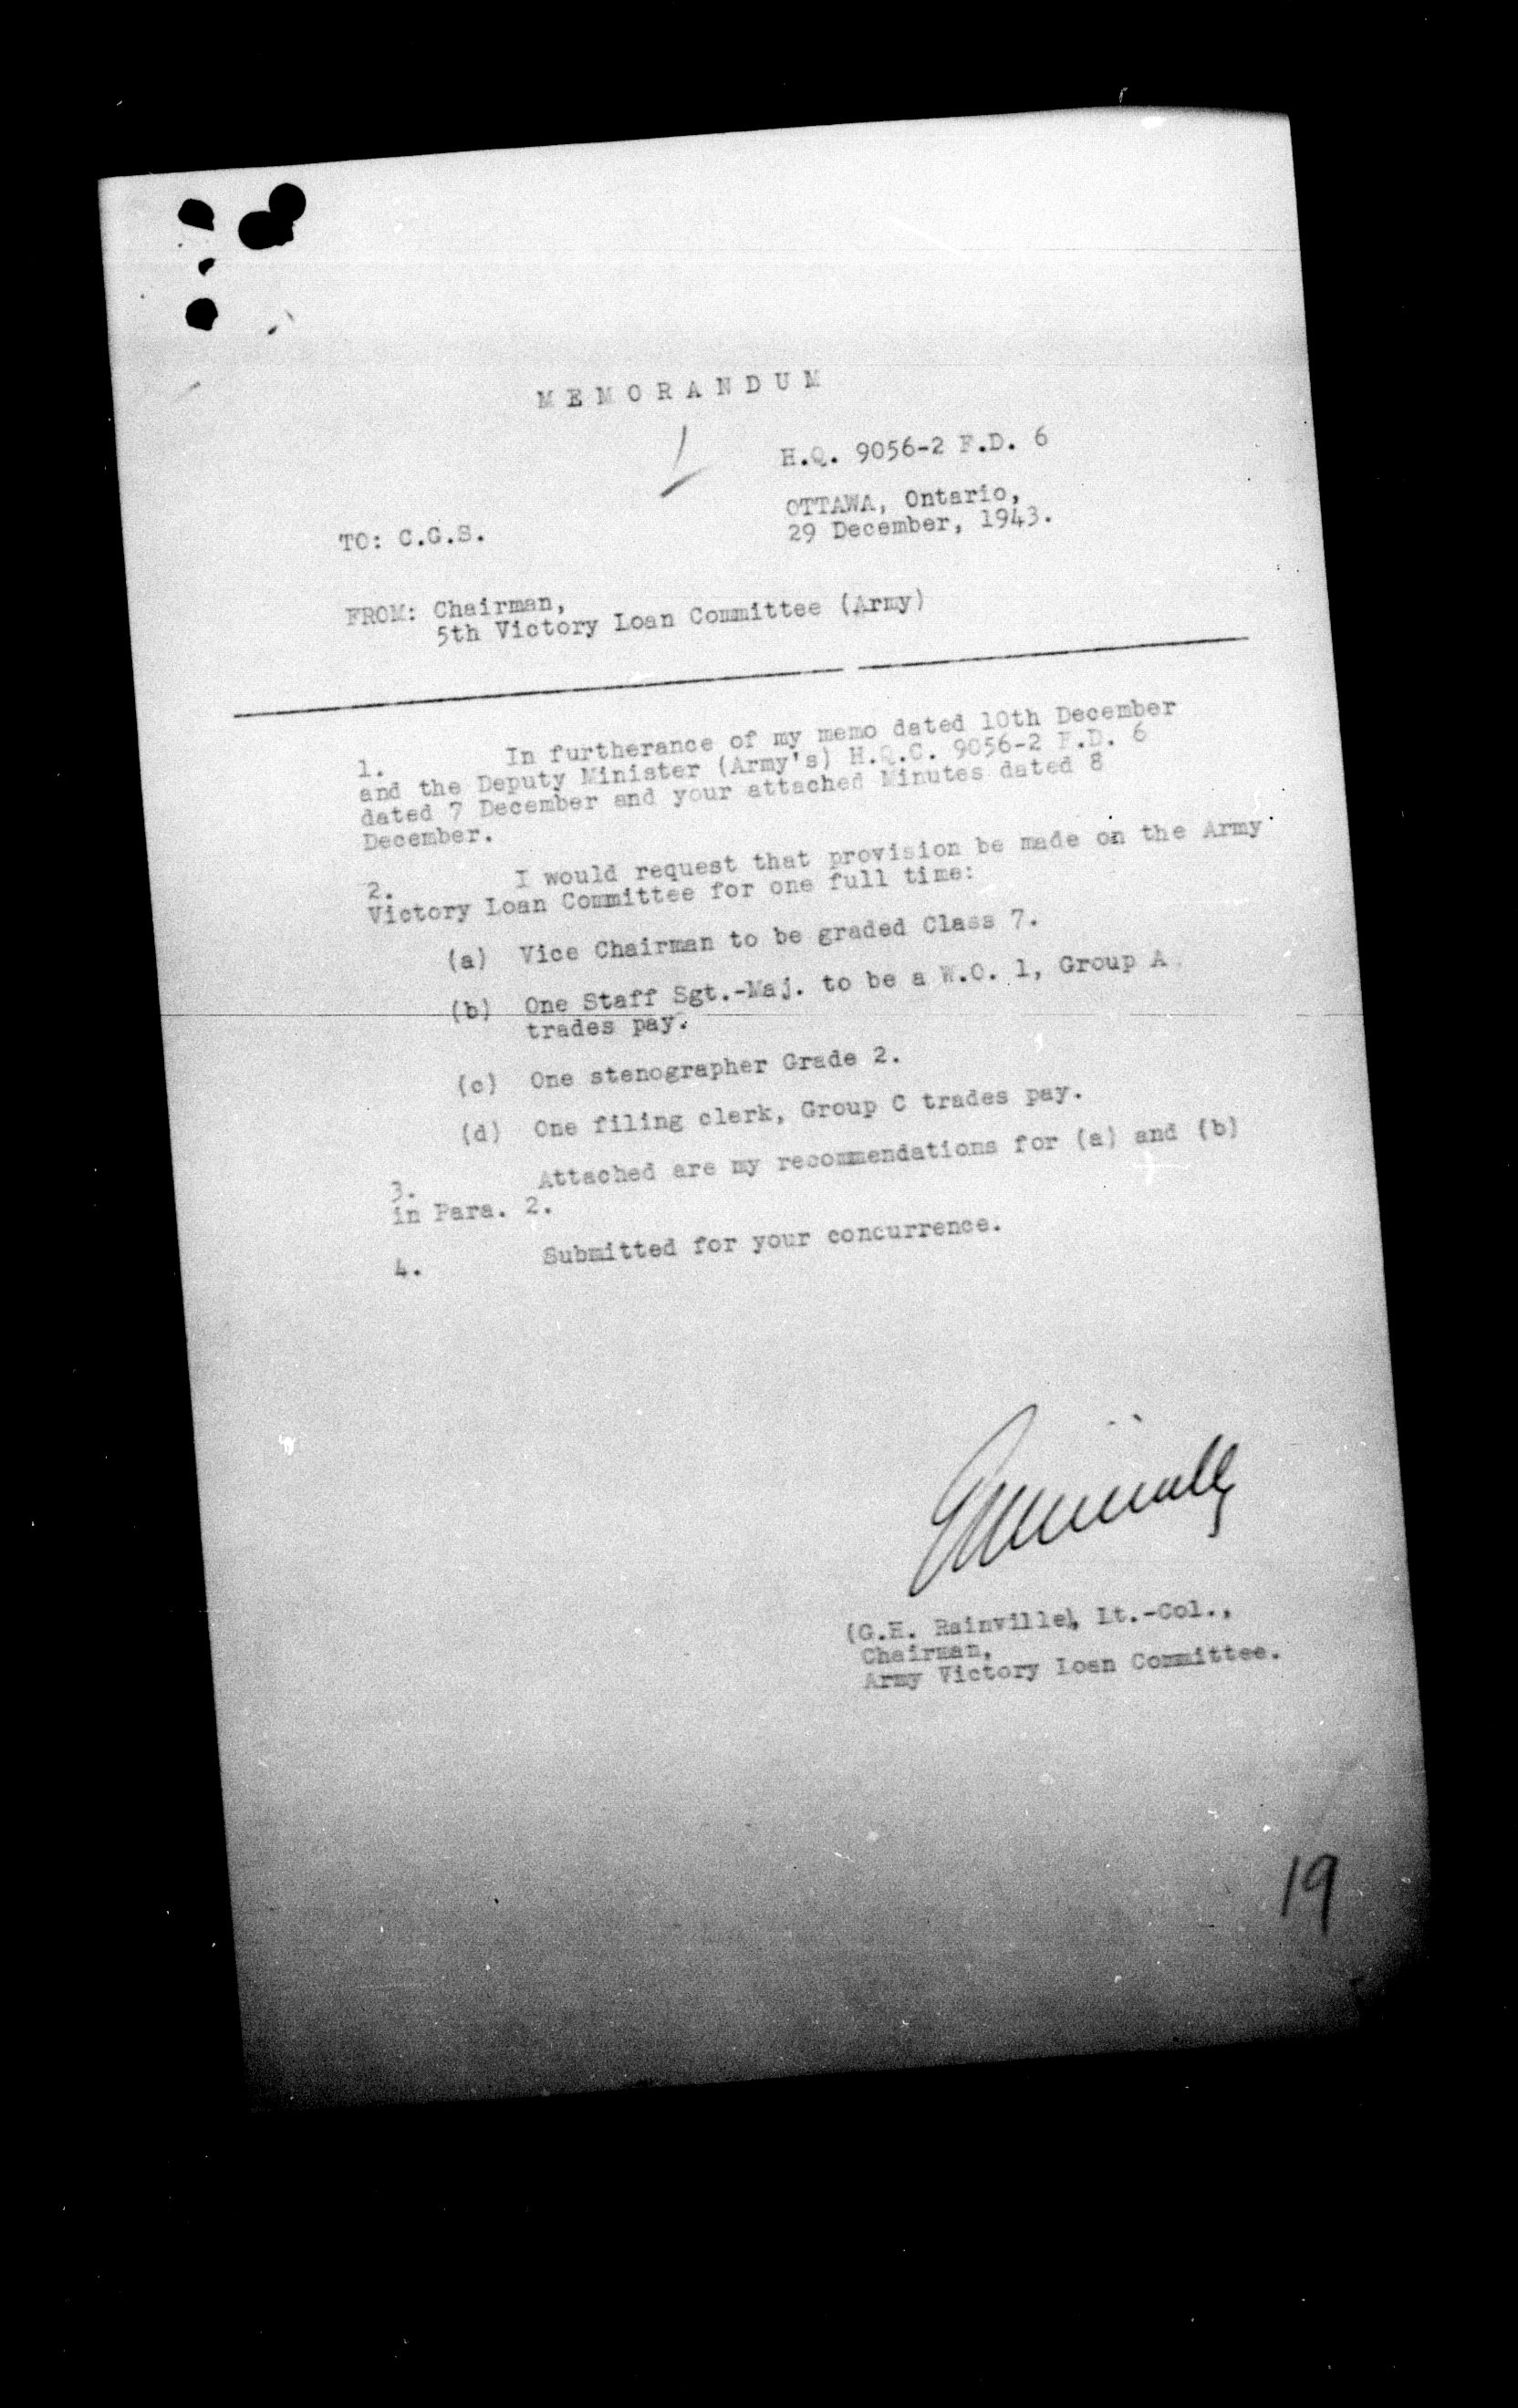 MEMORANDUM
H.Q. 9056-2 F.D. 6
OTTAWA, Ontario,
29 December, 1943.
TO: C.G.S.
FROM: Chairman,
5th Victory Loan Committee (Army)
1. In furtherance of my memo dated 10th December
and the Deputy Minister (Army's) H.Q.C. 9056-2 F.D. 6
dated 7 December and your attached Minutes dated 8
December.
2. I would request that provision be made on the Army
Victory Loan Committee for one full time:
(a) Vice Chairman to be graded Class 7.
(b) One Staff Sgt.-Maj. to be a W.O. 1, Group A
trades pay.
(c) One stenographer Grade 2.
(d) One filing clerk, Group C trades pay.
3. Attached are my recommendations for (a) and (b)
in Para. 2.
4. Submitted for your concurrence.
(G.H. Rainville), Lt.-Col.,
Chairman,
Army Victory Loan Committee.
19